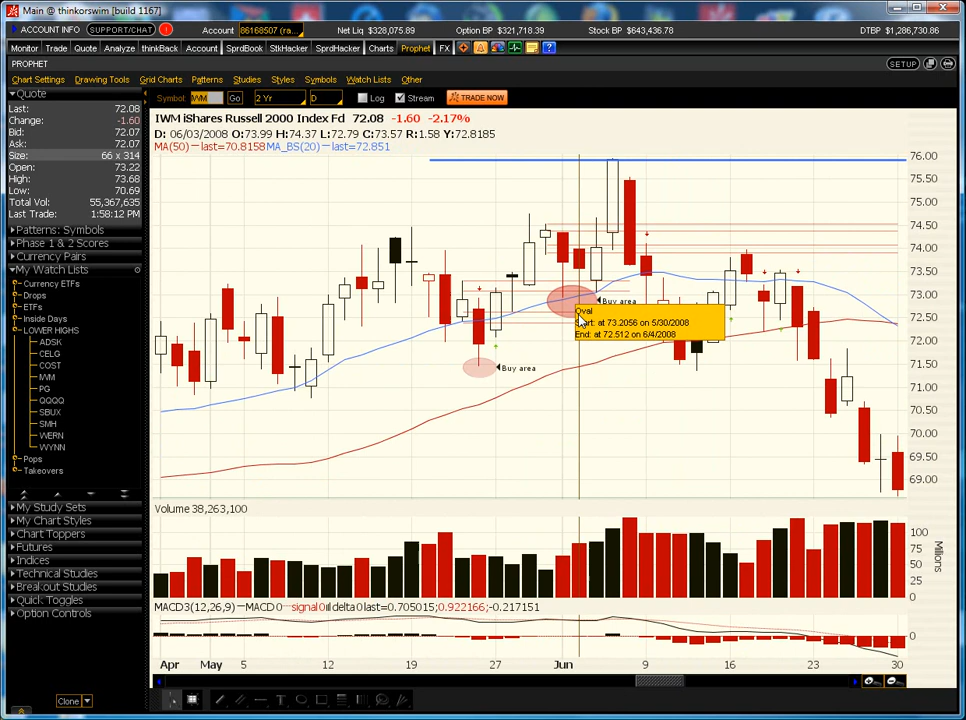 Main @ thinkorswim [build 1167]
ACCOUNT INFO SUPPORT/CHAT ! Account 86168507 (ra... Net Liq $328,075.89 Option BP $321,718.39 Stock BP $643,436.78 DTBP $1,286,730.86
Monitor Trade Quote Analyze thinkBack Account SprdBook StkHacker SprdHacker Charts Prophet FX
PROPHET SETUP
Chart Settings Drawing Tools Grid Charts Patterns Studies Styles Symbols Watch Lists Other
Quote
Symbol: IWM Go 2 Yr D Log Stream TRADE NOW
Last: 72.08
Change: -1.60
Bid: 72.07
Ask: 72.07
Size: 66 x 314
Open: 73.22
High: 73.68
Low: 70.69
Total Vol: 55,367,635
Last Trade: 1:58:12 PM
Patterns: Symbols
Phase 1 & 2 Scores
Currency Pairs
My Watch Lists
Currency ETFs
Drops
ETFs
Inside Days
LOWER HIGHS
ADSK
CELG
COST
IWM
PG
QQQQ
SBUX
SMH
WERN
WYNN
Pops
Takeovers
My Study Sets
My Chart Styles
Chart Toppers
Futures
Indices
Technical Studies
Breakout Studies
Quick Toggles
Option Controls
Clone
IWM iShares Russell 2000 Index Fd 72.08 -1.60 -2.17%
D: 06/03/2008 O:73.99 H:74.37 L:72.79 C:73.57 R:1.58 Y:72.8185
MA(50) —last=70.8158 MA_BS(20) —last=72.851
76.00
75.50
75.00
74.50
74.00
73.50
73.00
72.50
72.00
71.50
71.00
70.50
70.00
69.50
69.00
Buy area
Oval
Start: at 73.2056 on 5/30/2008
End: at 72.512 on 6/4/2008
Buy area
Volume 38,263,100
100
75
50
25
0
Millions
MACD3(12,26,9) —MACD 0 —signal 0 ‖ delta 0 last=0.705015;0.922166;-0.217151
0
Apr May 5 12 19 27 Jun 9 16 23 30